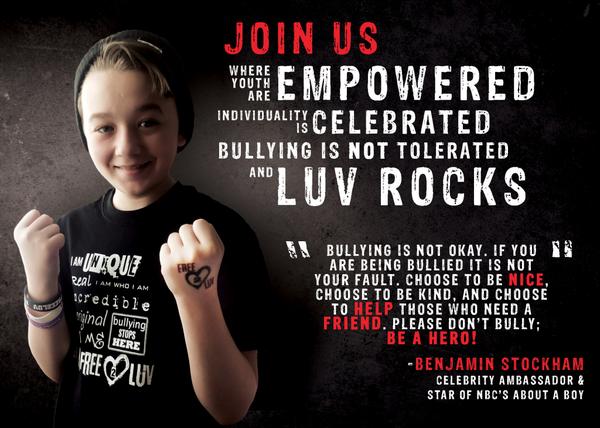 JOIN US
WHERE YOUTH ARE EMPOWERED
INDIVIDUALITY IS CELEBRATED
BULLYING IS NOT TOLERATED
AND LUV ROCKS
" BULLYING IS NOT OKAY. IF YOU "
ARE BEING BULLIED IT IS NOT
YOUR FAULT. CHOOSE TO BE NICE,
CHOOSE TO BE KIND, AND CHOOSE
TO HELP THOSE WHO NEED A
FRIEND. PLEASE DON'T BULLY;
BE A HERO!
-BENJAMIN STOCKHAM
CELEBRITY AMBASSADOR &
STAR OF NBC'S ABOUT A BOY
I AM UNIQUE
real I AM WHO I AM
incredible
original
bullying
STOPS
HERE
I ME
FREE 2 LUV
FREE 2 LUV